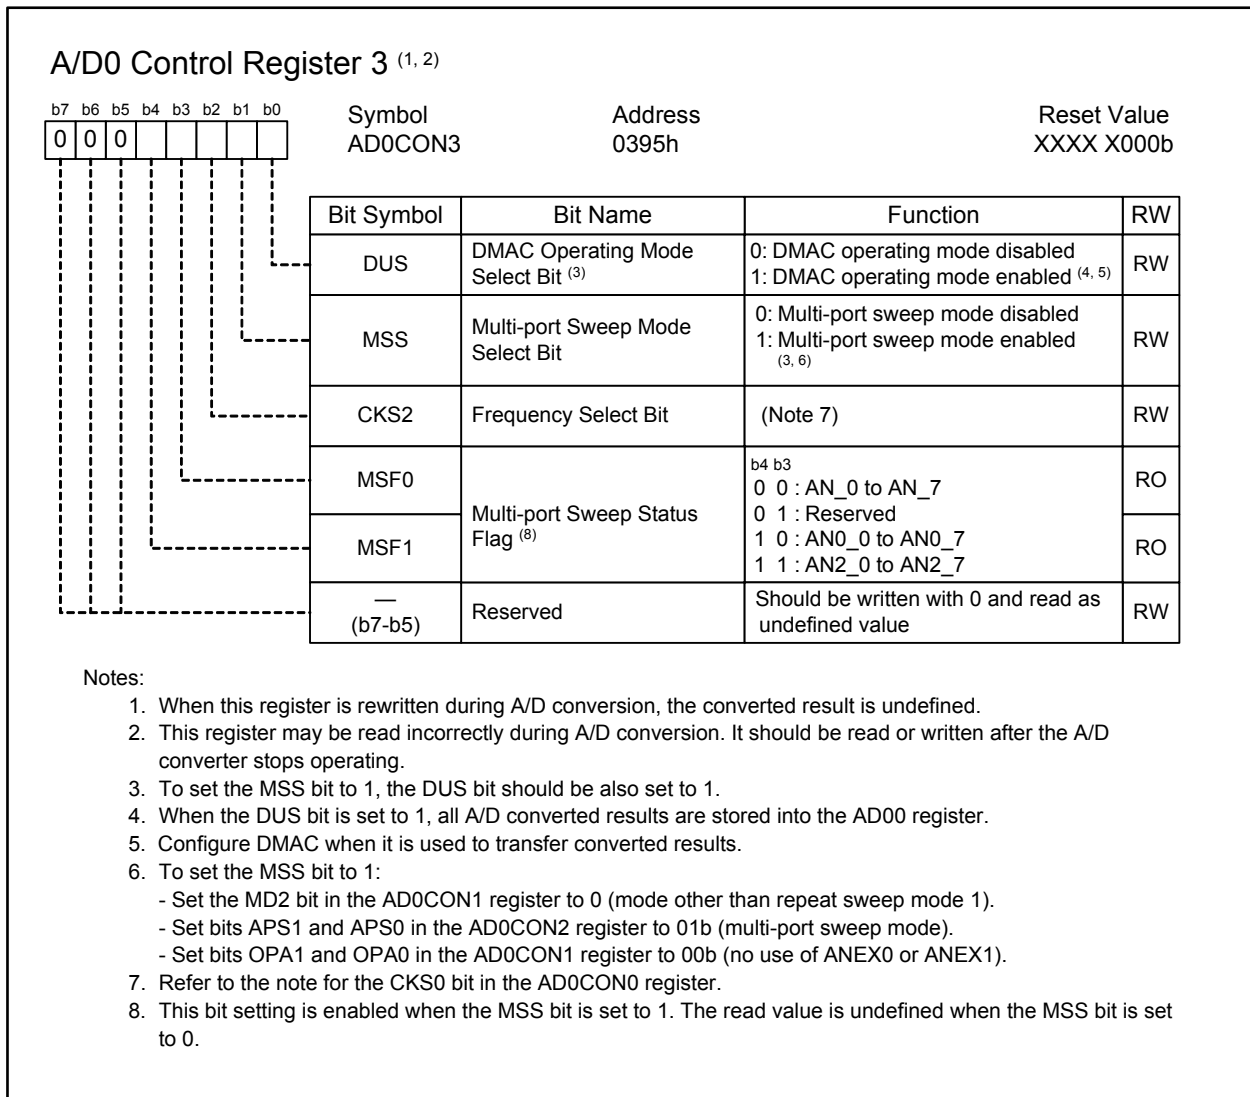 A/D0 Control Register 3 (1, 2)
b7 b6 b5 b4 b3 b2 b1 b0
0 0 0
Symbol Address Reset Value
AD0CON3 0395h XXXX X000b
Bit Symbol Bit Name Function RW
DUS DMAC Operating Mode Select Bit (3) 0: DMAC operating mode disabled RW
1: DMAC operating mode enabled (4, 5)
MSS Multi-port Sweep Mode Select Bit 0: Multi-port sweep mode disabled RW
1: Multi-port sweep mode enabled
(3, 6)
CKS2 Frequency Select Bit (Note 7) RW
MSF0 Multi-port Sweep Status Flag (8) b4 b3 RO
0 0 : AN_0 to AN_7
0 1 : Reserved
MSF1 1 0 : AN0_0 to AN0_7 RO
1 1 : AN2_0 to AN2_7
— (b7-b5) Reserved Should be written with 0 and read as RW
undefined value
Notes:
1. When this register is rewritten during A/D conversion, the converted result is undefined.
2. This register may be read incorrectly during A/D conversion. It should be read or written after the A/D
converter stops operating.
3. To set the MSS bit to 1, the DUS bit should be also set to 1.
4. When the DUS bit is set to 1, all A/D converted results are stored into the AD00 register.
5. Configure DMAC when it is used to transfer converted results.
6. To set the MSS bit to 1:
- Set the MD2 bit in the AD0CON1 register to 0 (mode other than repeat sweep mode 1).
- Set bits APS1 and APS0 in the AD0CON2 register to 01b (multi-port sweep mode).
- Set bits OPA1 and OPA0 in the AD0CON1 register to 00b (no use of ANEX0 or ANEX1).
7. Refer to the note for the CKS0 bit in the AD0CON0 register.
8. This bit setting is enabled when the MSS bit is set to 1. The read value is undefined when the MSS bit is set
to 0.